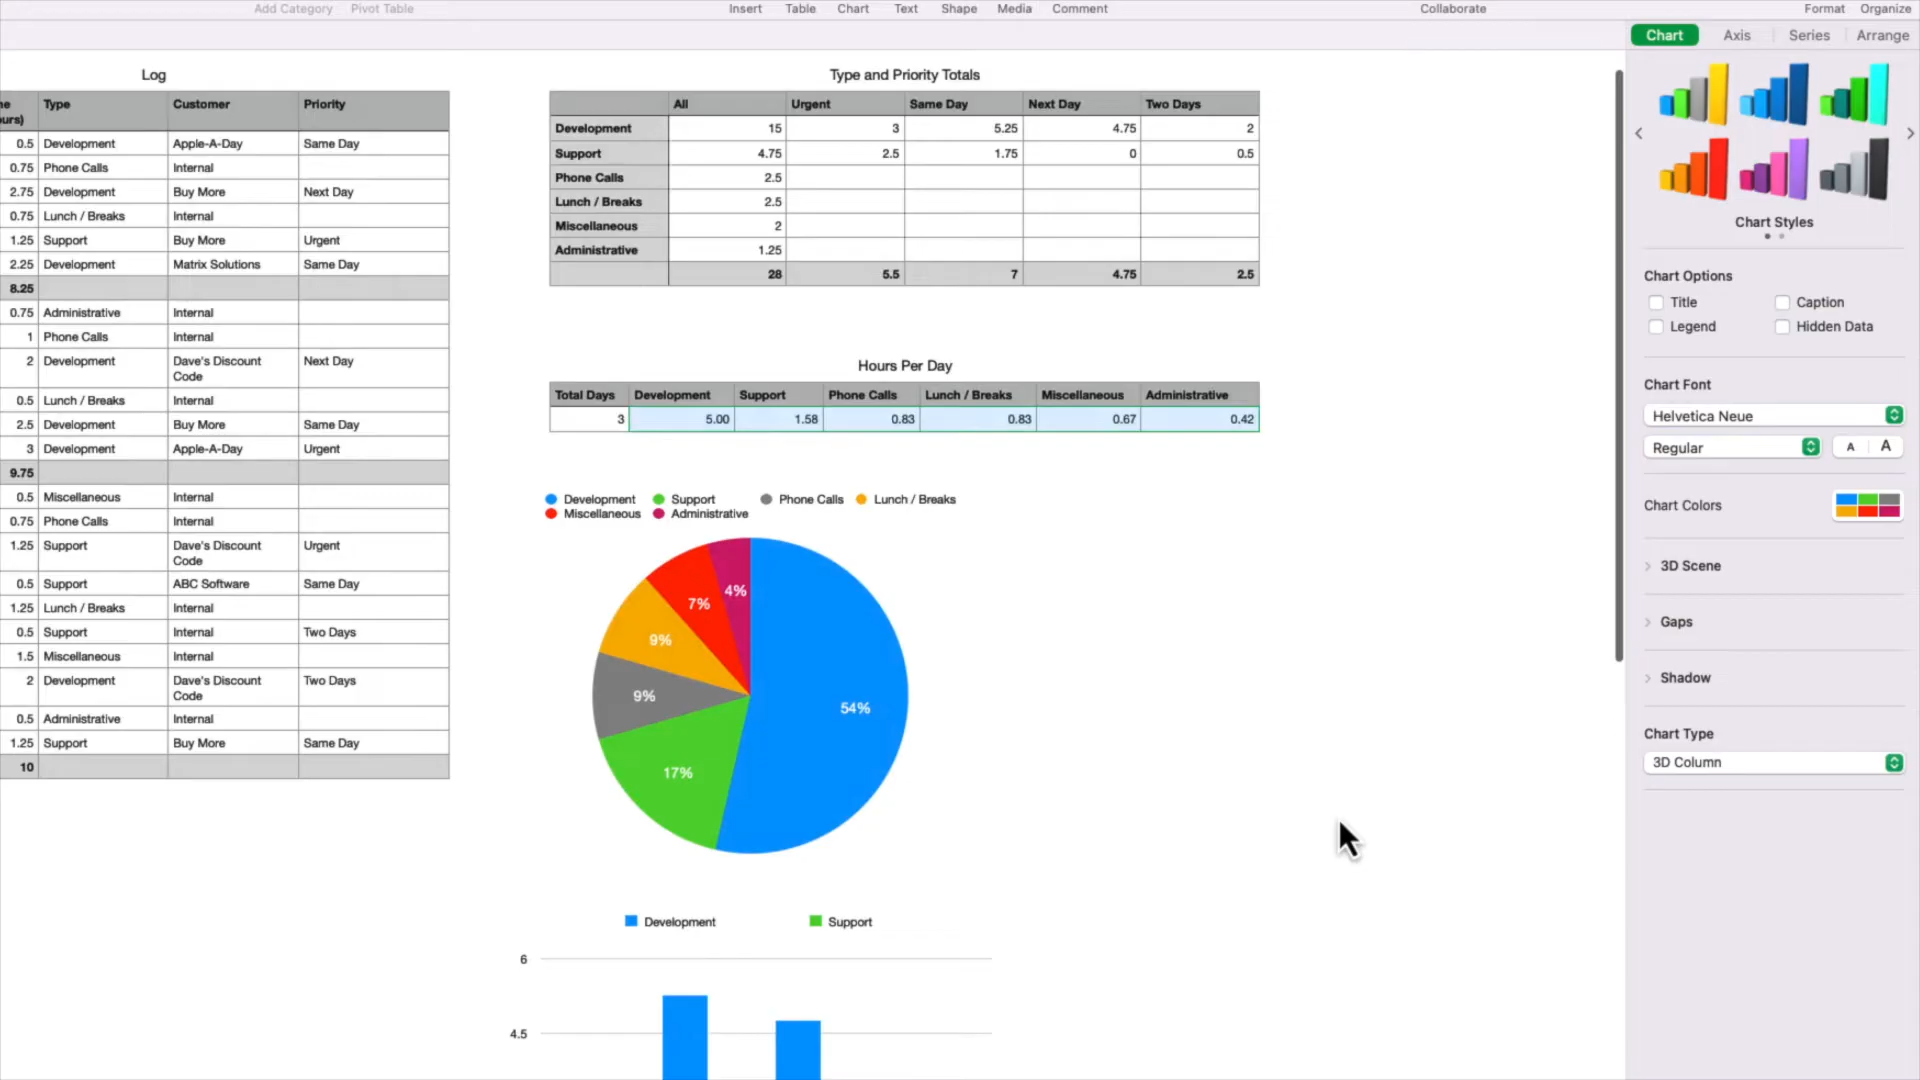 Add Category Pivot Table Insert Table Chart Text Shape Media Comment Collaborate Format Organize
Chart Axis Series Arrange
Log
Type Customer Priority
0.5 Development Apple-A-Day Same Day
0.75 Phone Calls Internal
2.75 Development Buy More Next Day
0.75 Lunch / Breaks Internal
1.25 Support Buy More Urgent
2.25 Development Matrix Solutions Same Day
8.25
0.75 Administrative Internal
1 Phone Calls Internal
2 Development Dave's Discount Next Day
Code
0.5 Lunch / Breaks Internal
2.5 Development Buy More Same Day
3 Development Apple-A-Day Urgent
9.75
0.5 Miscellaneous Internal
0.75 Phone Calls Internal
1.25 Support Dave's Discount Urgent
Code
0.5 Support ABC Software Same Day
1.25 Lunch / Breaks Internal
0.5 Support Internal Two Days
1.5 Miscellaneous Internal
2 Development Dave's Discount Two Days
Code
0.5 Administrative Internal
1.25 Support Buy More Same Day
10
Type and Priority Totals
All Urgent Same Day Next Day Two Days
Development 15 3 5.25 4.75 2
Support 4.75 2.5 1.75 0 0.5
Phone Calls 2.5
Lunch / Breaks 2.5
Miscellaneous 2
Administrative 1.25
28 5.5 7 4.75 2.5
Hours Per Day
Total Days Development Support Phone Calls Lunch / Breaks Miscellaneous Administrative
3 5.00 1.58 0.83 0.83 0.67 0.42
Development Support Phone Calls Lunch / Breaks
Miscellaneous Administrative
4%
7%
9%
9%
54%
17%
Development Support
6
4.5
Chart Styles
Chart Options
Title Caption
Legend Hidden Data
Chart Font
Helvetica Neue
Regular A A
Chart Colors
3D Scene
Gaps
Shadow
Chart Type
3D Column